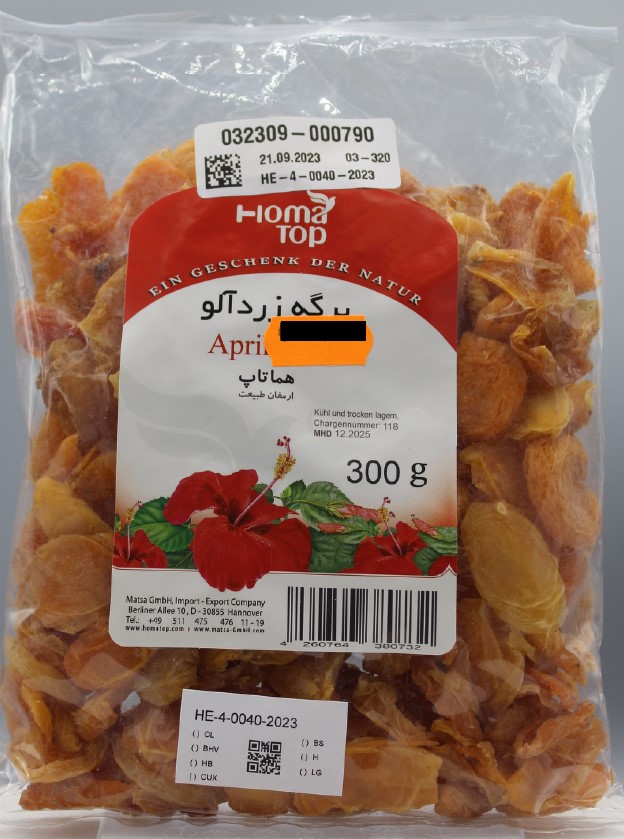 032309-000790
21.09.2023 03-320
HE-4-0040-2023
Homa
TOP
EIN GESCHENK DER NATUR
برگه زردآلو
هماتاپ
ارمغان طبیعت
Kühl und trocken lagern.
Chargennummer: 118
MHD 12.2025
300 g
Matsa GmbH, Import - Export Company
Berliner Allee 10, D - 30855 Hannover
Tel.: +49 511 475 476 11-19
www.homatop.com I www.matsa-GmbH.com
4 260764 380732
HE-4-0040-2023
() OL
() BHV
() HB
() CUX
() BS
() H
() LG